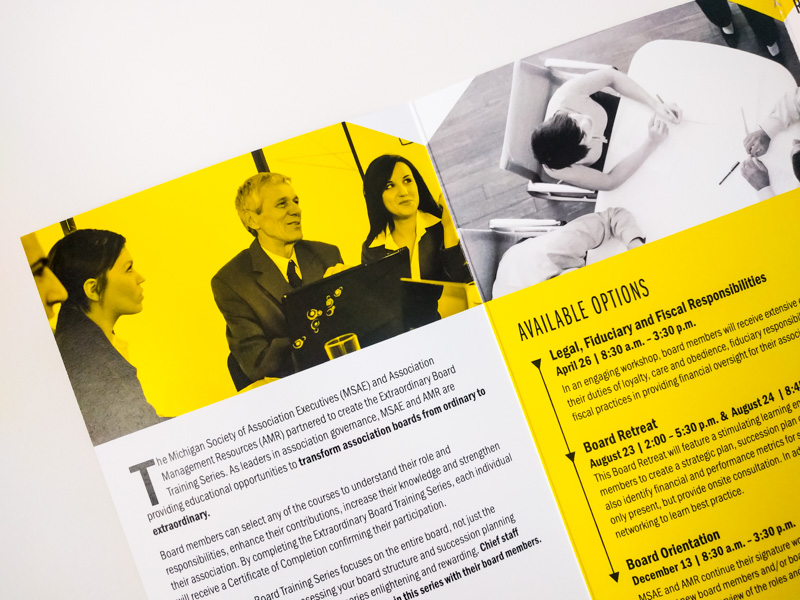 The Michigan Society of Association Executives (MSAE) and Association
Management Resources (AMR) partnered to create the Extraordinary Board
Training Series. As leaders in association governance, MSAE and AMR are
providing educational opportunities to transform association boards from ordinary to
extraordinary.
Board members can select any of the courses to understand their role and
responsibilities, enhance their contributions, increase their knowledge and strengthen
their association. By completing the Extraordinary Board Training Series, each individual
will receive a Certificate of Completion confirming their participation.
Board Training Series focuses on the entire board, not just the
your board structure and succession planning
enlightening and rewarding. Chief staff
in this series with their board members.
AVAILABLE OPTIONS
Legal, Fiduciary and Fiscal Responsibilities
April 26 | 8:30 a.m. – 3:30 p.m.
In an engaging workshop, board members will receive extensive
their duties of loyalty, care and obedience, fiduciary
fiscal practices in providing financial oversight for their
Board Retreat
August 23 | 2:00 – 5:30 p.m. & August 24 |
This Board Retreat will feature a stimulating learning
members to create a strategic plan, succession plan
also identify financial and performance metrics for
only present, but provide onsite consultation. In
networking to learn best practice.
Board Orientation
December 13 | 8:30 a.m. – 3:30 p.m.
MSAE and AMR continue their signature
new board members and/or
of the roles and